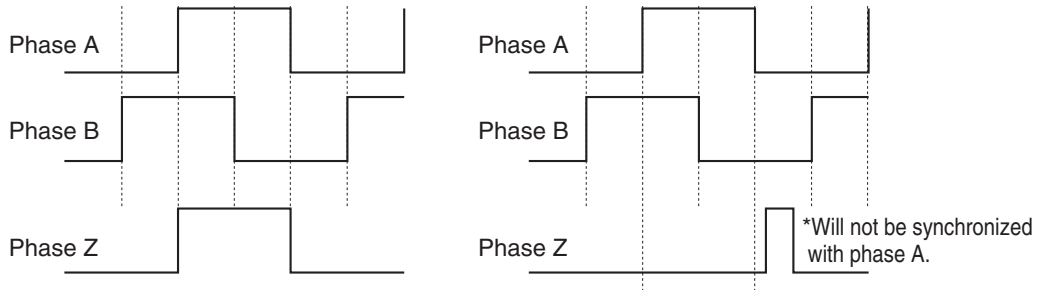 Phase A
Phase B
Phase Z
Phase A
Phase B
Phase Z
*Will not be synchronized
with phase A.